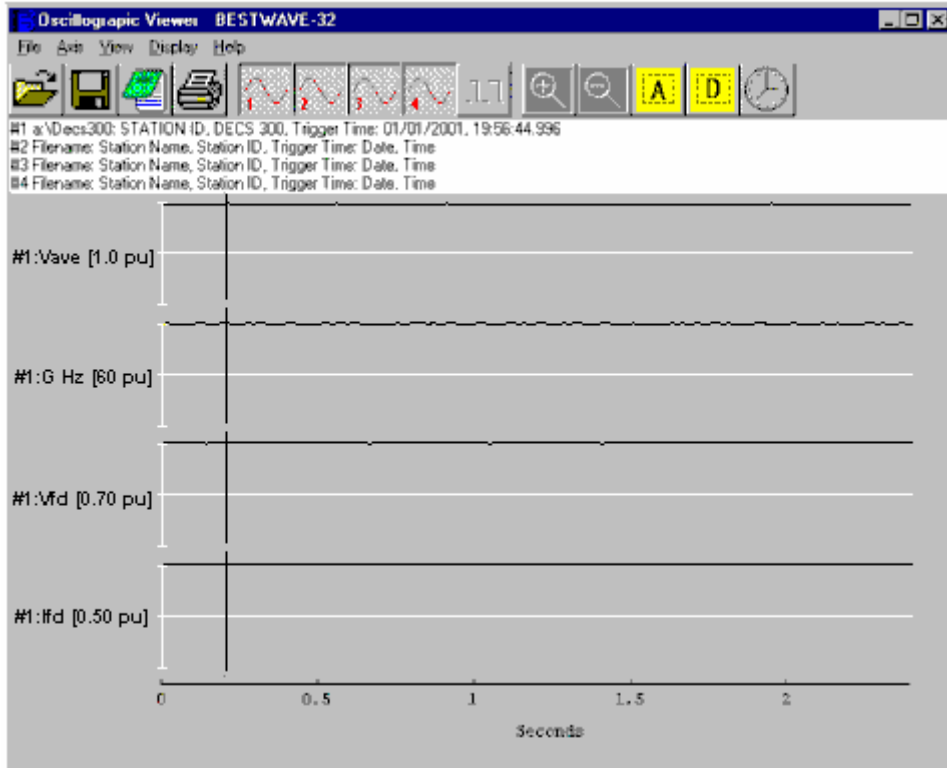 Oscillograpic Viewer BESTWAVE-32
File Axis View Display Help
1 2 3 4 A D
#1 a:\Decs300: STATION ID, DECS 300, Trigger Time: 01/01/2001, 19:56:44.996
#2 Filename: Station Name, Station ID, Trigger Time: Date, Time
#3 Filename: Station Name, Station ID, Trigger Time: Date, Time
#4 Filename: Station Name, Station ID, Trigger Time: Date, Time
#1:Vave [1.0 pu]
#1:G Hz [60 pu]
#1:Vfd [0.70 pu]
#1:Ifd [0.50 pu]
0 0.5 1 1.5 2
Seconds